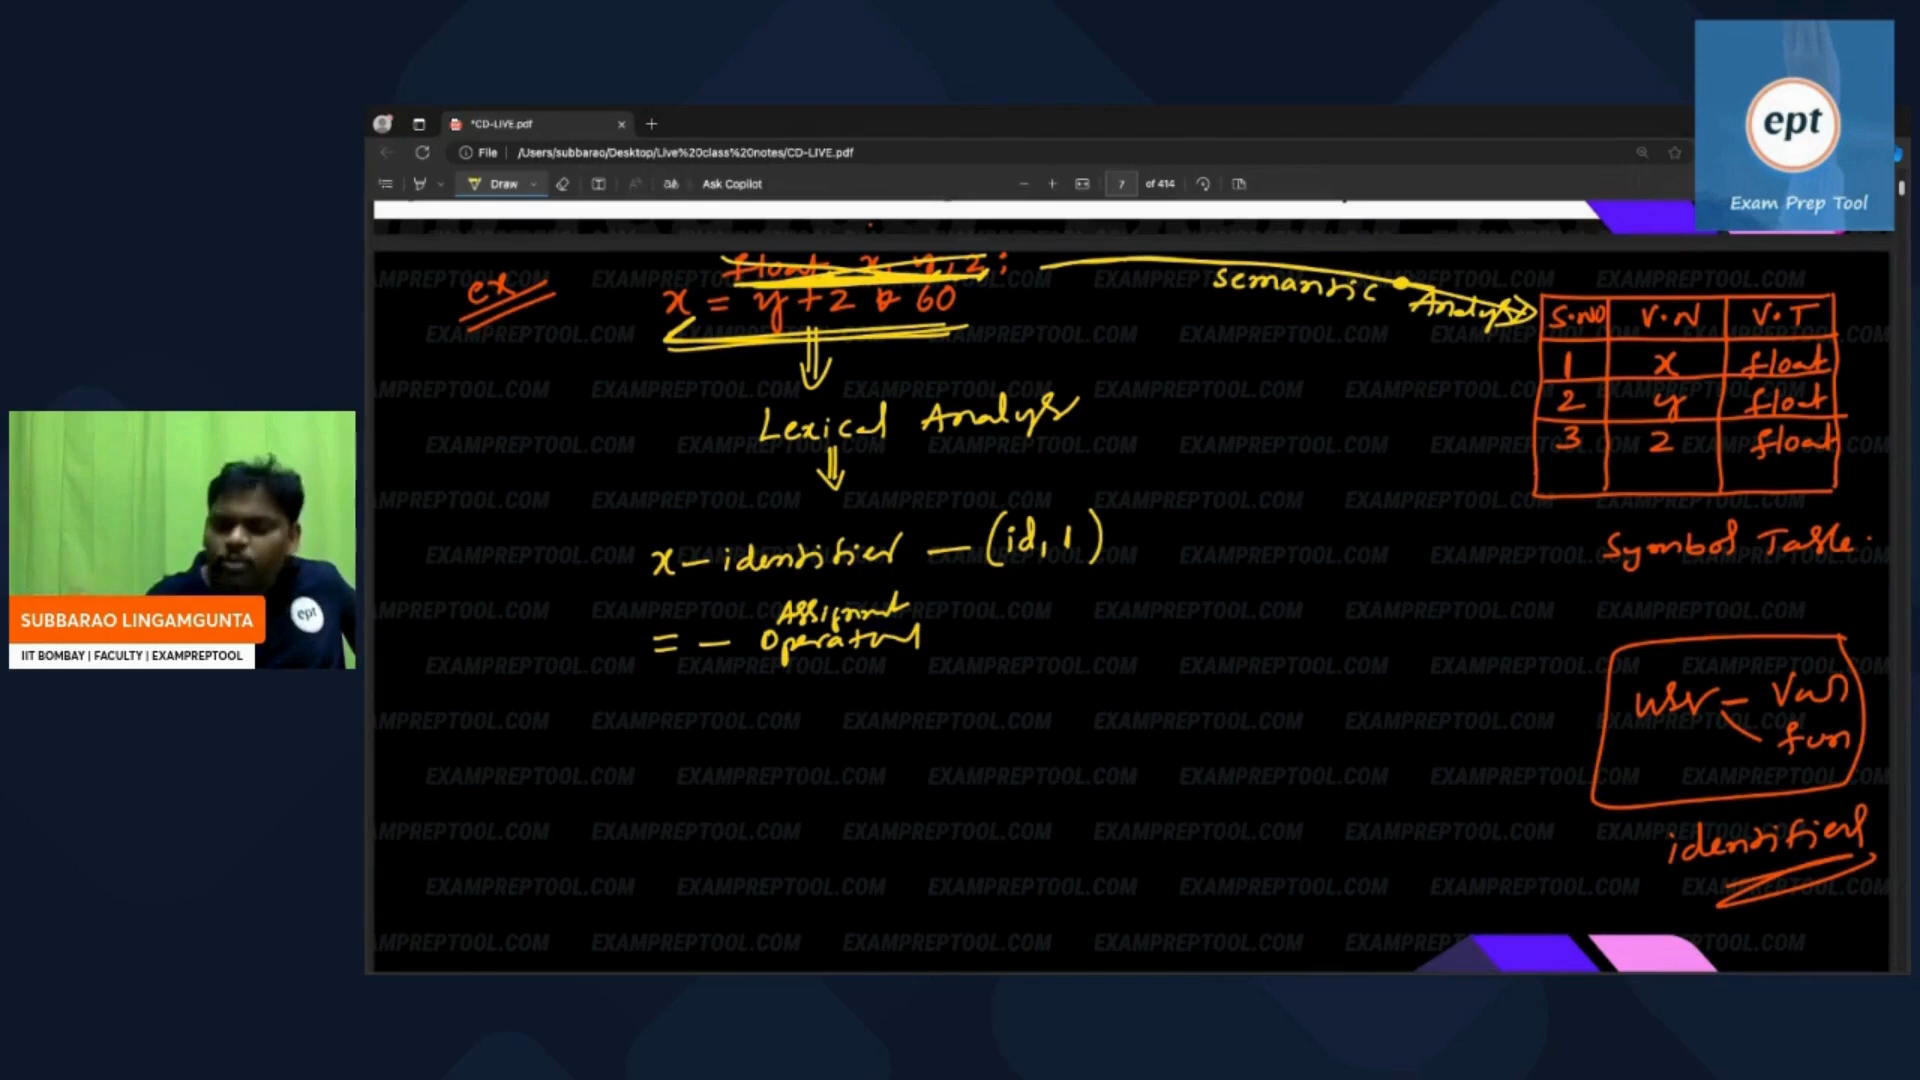 ept
Exam Prep Tool
*CD-LIVE.pdf
File | /Users/subbarao/Desktop/Live%20class%20notes/CD-LIVE.pdf
Draw
Ask Copilot
7 of 414
ex
float x, y, z;
x = y + z * 60
semantic Analysis
S.NO V.N V.T
1 x float
2 y float
3 z float
Symbol Table.
Lexical Analysis
x - identifier - (id, 1)
= - Assignment Operator
user - Var
fun
identifier
ept
SUBBARAO LINGAMGUNTA
IIT BOMBAY | FACULTY | EXAMPREPTOOL
EXAMPREPTOOL.COM